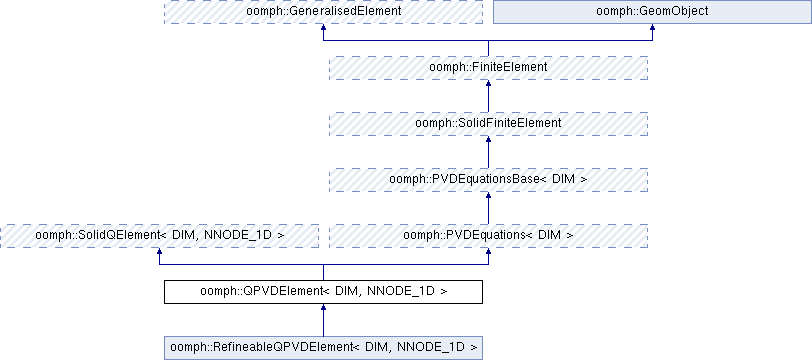 oomph::GeneralisedElement
oomph::GeomObject
oomph::FiniteElement
oomph::SolidFiniteElement
oomph::PVDEquationsBase< DIM >
oomph::SolidQElement< DIM, NNODE_1D >
oomph::PVDEquations< DIM >
oomph::QPVDElement< DIM, NNODE_1D >
oomph::RefineableQPVDElement< DIM, NNODE_1D >